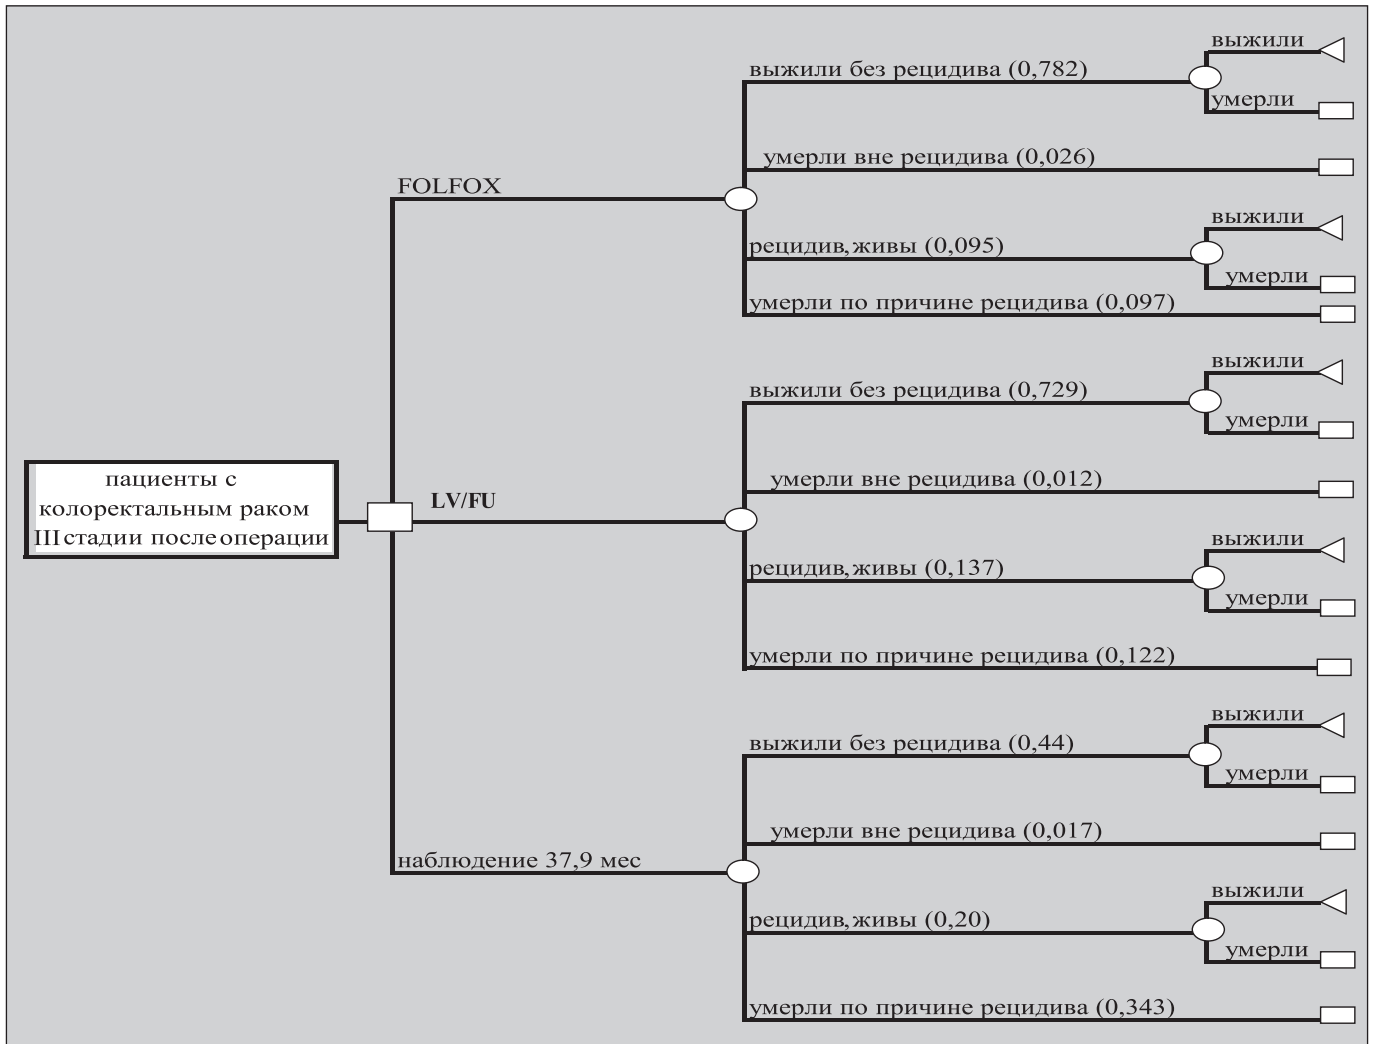 выжили
выжили без рецидива (0,782)
умерли
умерли вне рецидива (0,026)
FOLFOX
выжили
рецидив, живы (0,095)
умерли
умерли по причине рецидива (0,097)
выжили
выжили без рецидива (0,729)
умерли
пациенты с
колоректальным раком
III стадии после операции
LV/FU
умерли вне рецидива (0,012)
выжили
рецидив, живы (0,137)
умерли
умерли по причине рецидива (0,122)
выжили
выжили без рецидива (0,44)
умерли
умерли вне рецидива (0,017)
наблюдение 37,9 мес
выжили
рецидив, живы (0,20)
умерли
умерли по причине рецидива (0,343)